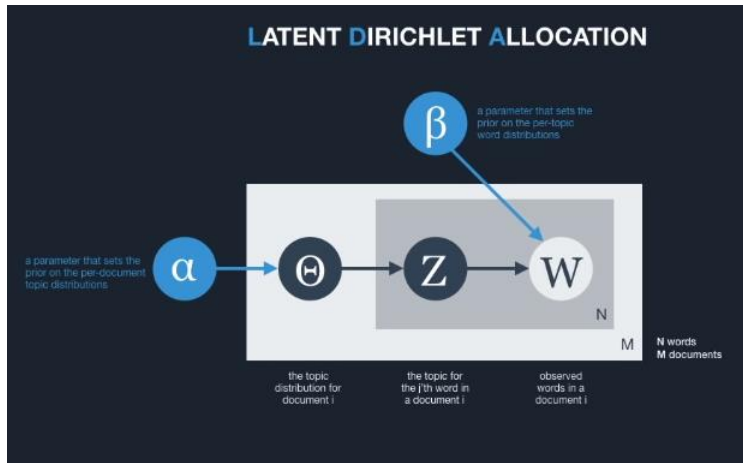 LATENT DIRICHLET ALLOCATION
β
a parameter that sets the
prior on the per-topic
word distributions
a parameter that sets the
prior on the per-document
topic distributions
α
Θ
Z
W
N
M
N words
M documents
the topic
distribution for
document i
the topic for
the j'th word in
a document i
observed
words in a
document i